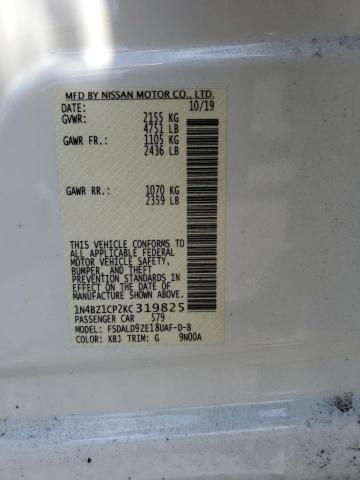 MFD BY NISSAN MOTOR CO., LTD.
DATE: 10/19
GVWR: 2155 KG
4751 LB
GAWR FR.: 1105 KG
2436 LB
GAWR RR.: 1070 KG
2359 LB
THIS VEHICLE CONFORMS TO
ALL APPLICABLE FEDERAL
MOTOR VEHICLE SAFETY,
BUMPER, AND THEFT
PREVENTION STANDARDS
IN EFFECT ON THE DATE OF
MANUFACTURE SHOWN ABOVE.
1N4BZ1CP2KC319825
PASSENGER CAR 579
MODEL: FSDALD9ZE18UAF-D-B
COLOR: XBJ TRIM: G 9N00A